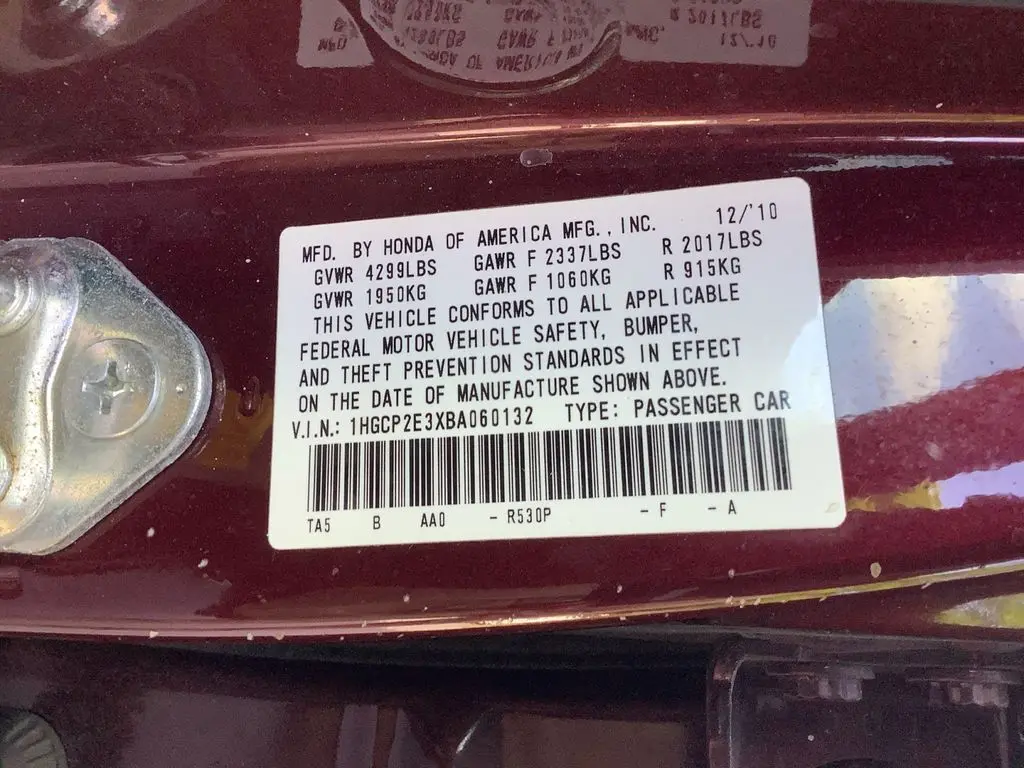 MFD. BY HONDA OF AMERICA MFG., INC. 12/'10
GVWR 4299LBS GAWR F 2337LBS R 2017LBS
GVWR 1950KG GAWR F 1060KG R 915KG
THIS VEHICLE CONFORMS TO ALL APPLICABLE
FEDERAL MOTOR VEHICLE SAFETY, BUMPER,
AND THEFT PREVENTION STANDARDS IN EFFECT
ON THE DATE OF MANUFACTURE SHOWN ABOVE.
V.I.N.: 1HGCP2E3XBA060132 TYPE: PASSENGER CAR
TA5 B AA0 - R530P - F - A